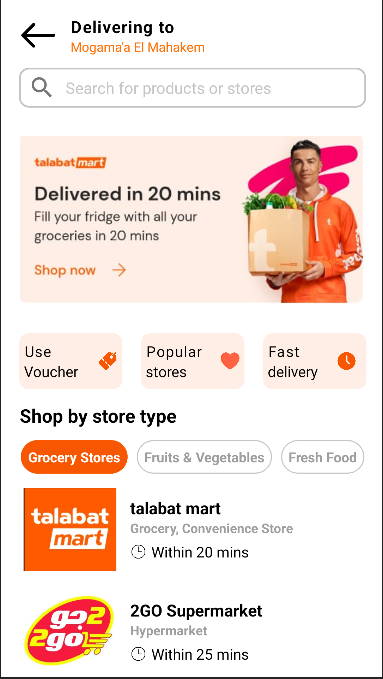 Delivering to
Mogama'a El Mahakem
Search for products or stores
talabat mart
Delivered in 20 mins
Fill your fridge with all your
groceries in 20 mins
Shop now
t
Use
Voucher
Popular
stores
Fast
delivery
Shop by store type
Grocery Stores
Fruits & Vegetables
Fresh Food
talabat
mart
talabat mart
Grocery, Convenience Store
Within 20 mins
2go
2GO Supermarket
Hypermarket
Within 25 mins